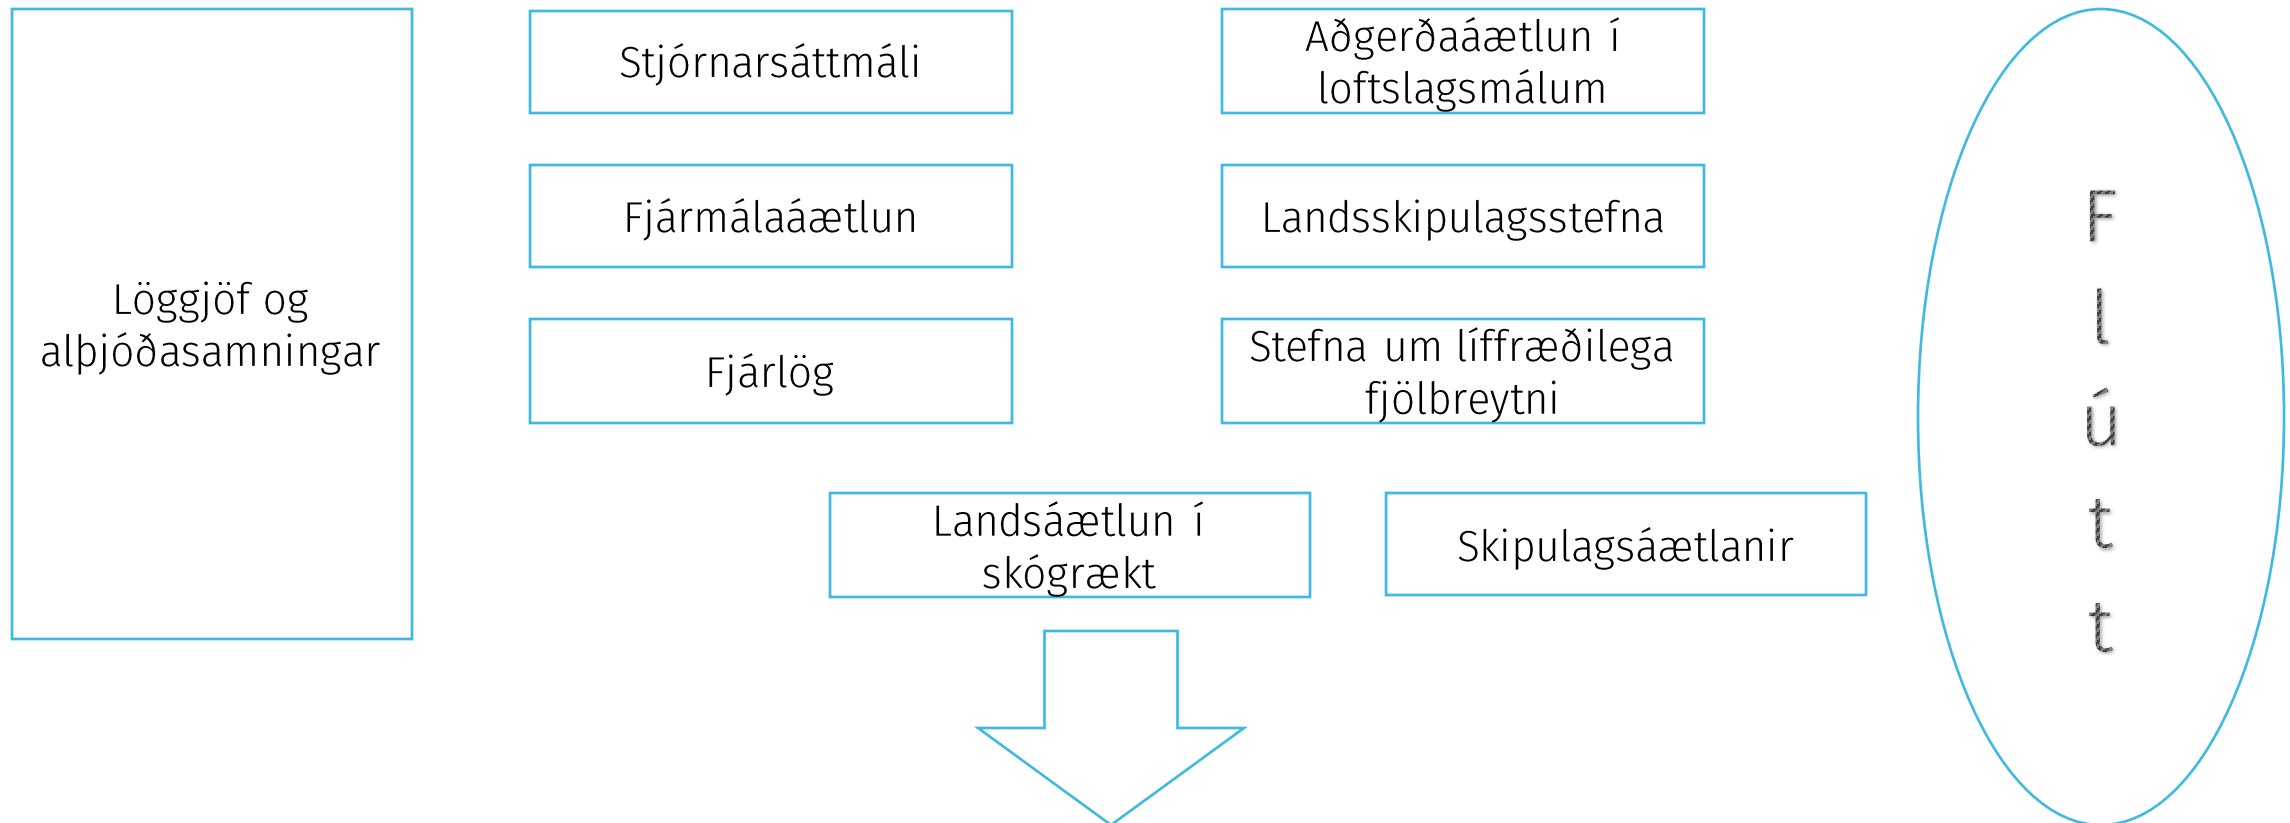 Löggjöf og
alþjóðasamningar
Stjórnarsáttmáli
Fjármálaáætlun
Fjárlög
Aðgerðaáætlun í
loftslagsmálum
Landsskipulagsstefna
Stefna um líffræðilega
fjölbreytni
Landsáætlun í
skógrækt
Skipulagsáætlanir
F
l
ú
t
t